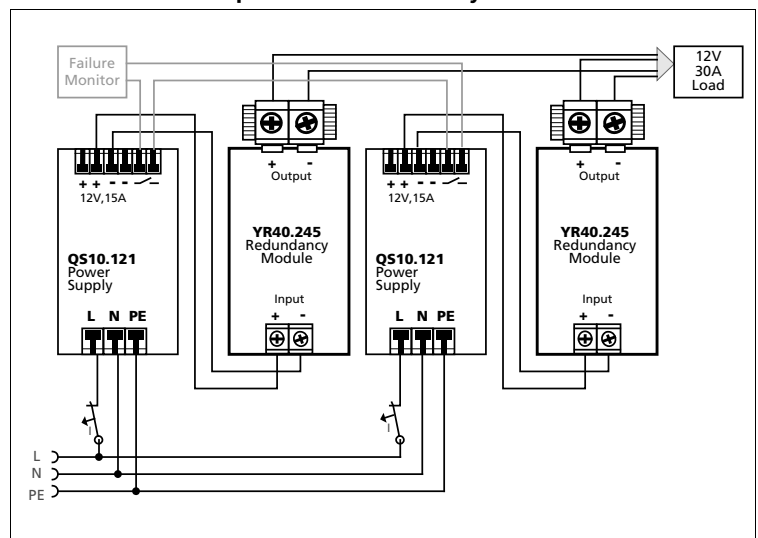 Failure
Monitor
12V
30A
Load
+ + - -
12V,15A
QS10.121
Power
Supply
L N PE
+ -
Output
YR40.245
Redundancy
Module
Input
+ -
+ + - -
12V,15A
QS10.121
Power
Supply
L N PE
+ -
Output
YR40.245
Redundancy
Module
Input
+ -
I
I
L
N
PE